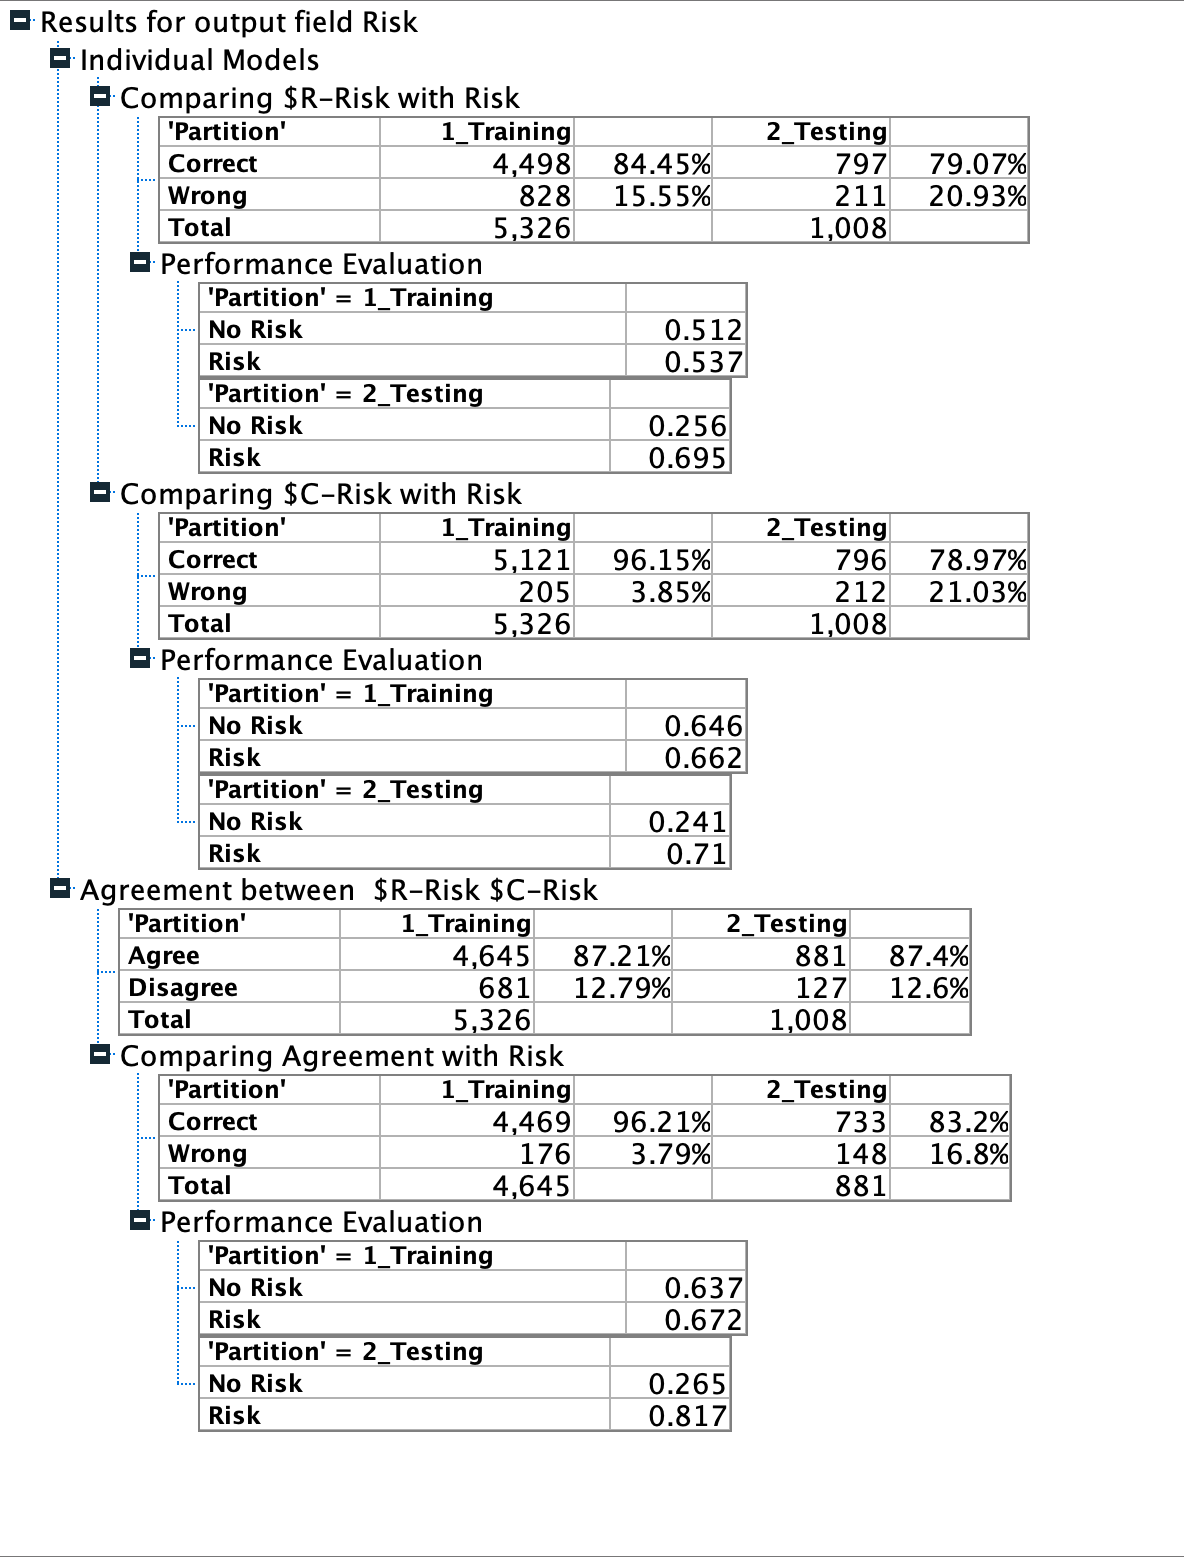 Results for output field Risk
Individual Models
Comparing $R-Risk with Risk
'Partition' 1_Training 2_Testing
Correct 4,498 84.45% 797 79.07%
Wrong 828 15.55% 211 20.93%
Total 5,326 1,008
Performance Evaluation
'Partition' = 1_Training
No Risk 0.512
Risk 0.537
'Partition' = 2_Testing
No Risk 0.256
Risk 0.695
Comparing $C-Risk with Risk
'Partition' 1_Training 2_Testing
Correct 5,121 96.15% 796 78.97%
Wrong 205 3.85% 212 21.03%
Total 5,326 1,008
Performance Evaluation
'Partition' = 1_Training
No Risk 0.646
Risk 0.662
'Partition' = 2_Testing
No Risk 0.241
Risk 0.71
Agreement between $R-Risk $C-Risk
'Partition' 1_Training 2_Testing
Agree 4,645 87.21% 881 87.4%
Disagree 681 12.79% 127 12.6%
Total 5,326 1,008
Comparing Agreement with Risk
'Partition' 1_Training 2_Testing
Correct 4,469 96.21% 733 83.2%
Wrong 176 3.79% 148 16.8%
Total 4,645 881
Performance Evaluation
'Partition' = 1_Training
No Risk 0.637
Risk 0.672
'Partition' = 2_Testing
No Risk 0.265
Risk 0.817